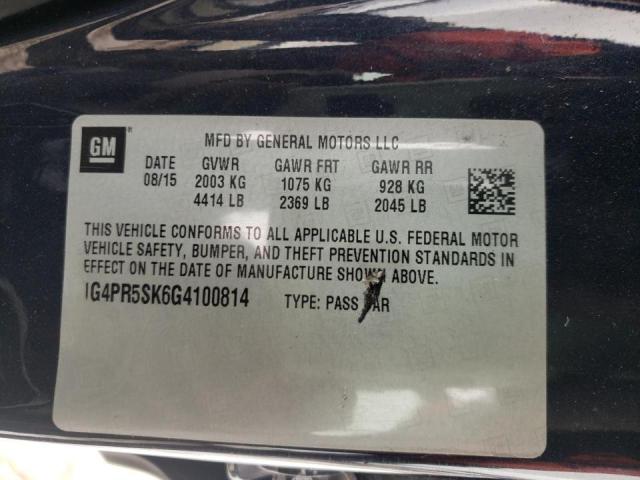 GM ®
MFD BY GENERAL MOTORS LLC
DATE GVWR GAWR FRT GAWR RR
08/15 2003 KG 1075 KG 928 KG
4414 LB 2369 LB 2045 LB
THIS VEHICLE CONFORMS TO ALL APPLICABLE U.S. FEDERAL MOTOR
VEHICLE SAFETY, BUMPER, AND THEFT PREVENTION STANDARDS IN
EFFECT ON THE DATE OF MANUFACTURE SHOWN ABOVE.
1G4PR5SK6G4100814 TYPE: PASS CAR